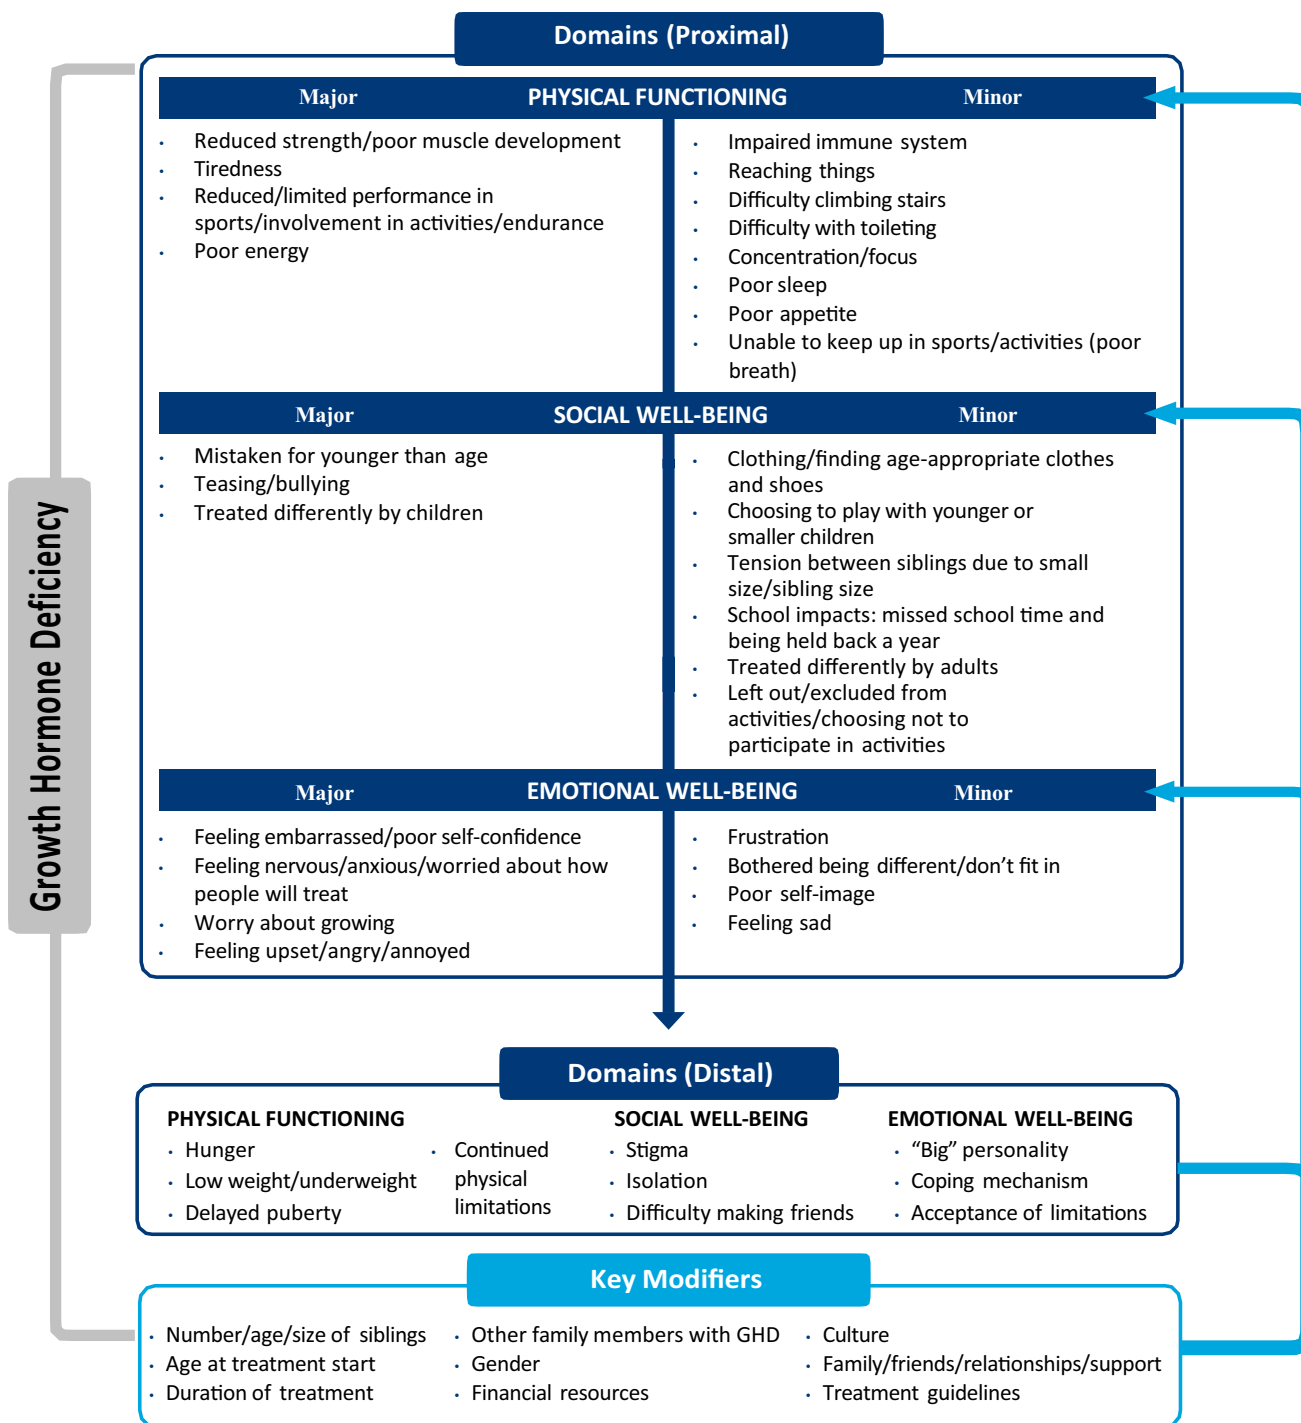 Domains (Proximal)
Major PHYSICAL FUNCTIONING Minor
· Reduced strength/poor muscle development
· Tiredness
· Reduced/limited performance in
sports/involvement in activities/endurance
· Poor energy
· Impaired immune system
· Reaching things
· Difficulty climbing stairs
· Difficulty with toileting
· Concentration/focus
· Poor sleep
· Poor appetite
· Unable to keep up in sports/activities (poor
breath)
Major SOCIAL WELL-BEING Minor
· Mistaken for younger than age
· Teasing/bullying
· Treated differently by children
· Clothing/finding age-appropriate clothes
and shoes
· Choosing to play with younger or
smaller children
· Tension between siblings due to small
size/sibling size
· School impacts: missed school time and
being held back a year
· Treated differently by adults
· Left out/excluded from
activities/choosing not to
participate in activities
Major EMOTIONAL WELL-BEING Minor
· Feeling embarrassed/poor self-confidence
· Feeling nervous/anxious/worried about how
people will treat
· Worry about growing
· Feeling upset/angry/annoyed
· Frustration
· Bothered being different/don’t fit in
· Poor self-image
· Feeling sad
Growth Hormone Deficiency
Domains (Distal)
PHYSICAL FUNCTIONING
· Hunger
· Low weight/underweight
· Delayed puberty
· Continued
physical
limitations
SOCIAL WELL-BEING
· Stigma
· Isolation
· Difficulty making friends
EMOTIONAL WELL-BEING
· “Big” personality
· Coping mechanism
· Acceptance of limitations
Key Modifiers
· Number/age/size of siblings
· Age at treatment start
· Duration of treatment
· Other family members with GHD
· Gender
· Financial resources
· Culture
· Family/friends/relationships/support
· Treatment guidelines